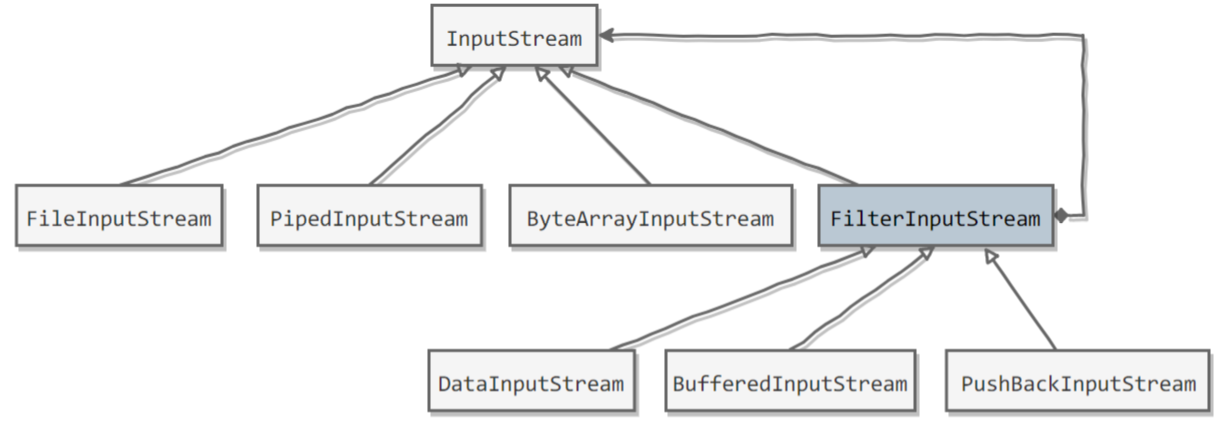 InputStream
FileInputStream
PipedInputStream
ByteArrayInputStream
FilterInputStream
DataInputStream
BufferedInputStream
PushBackInputStream